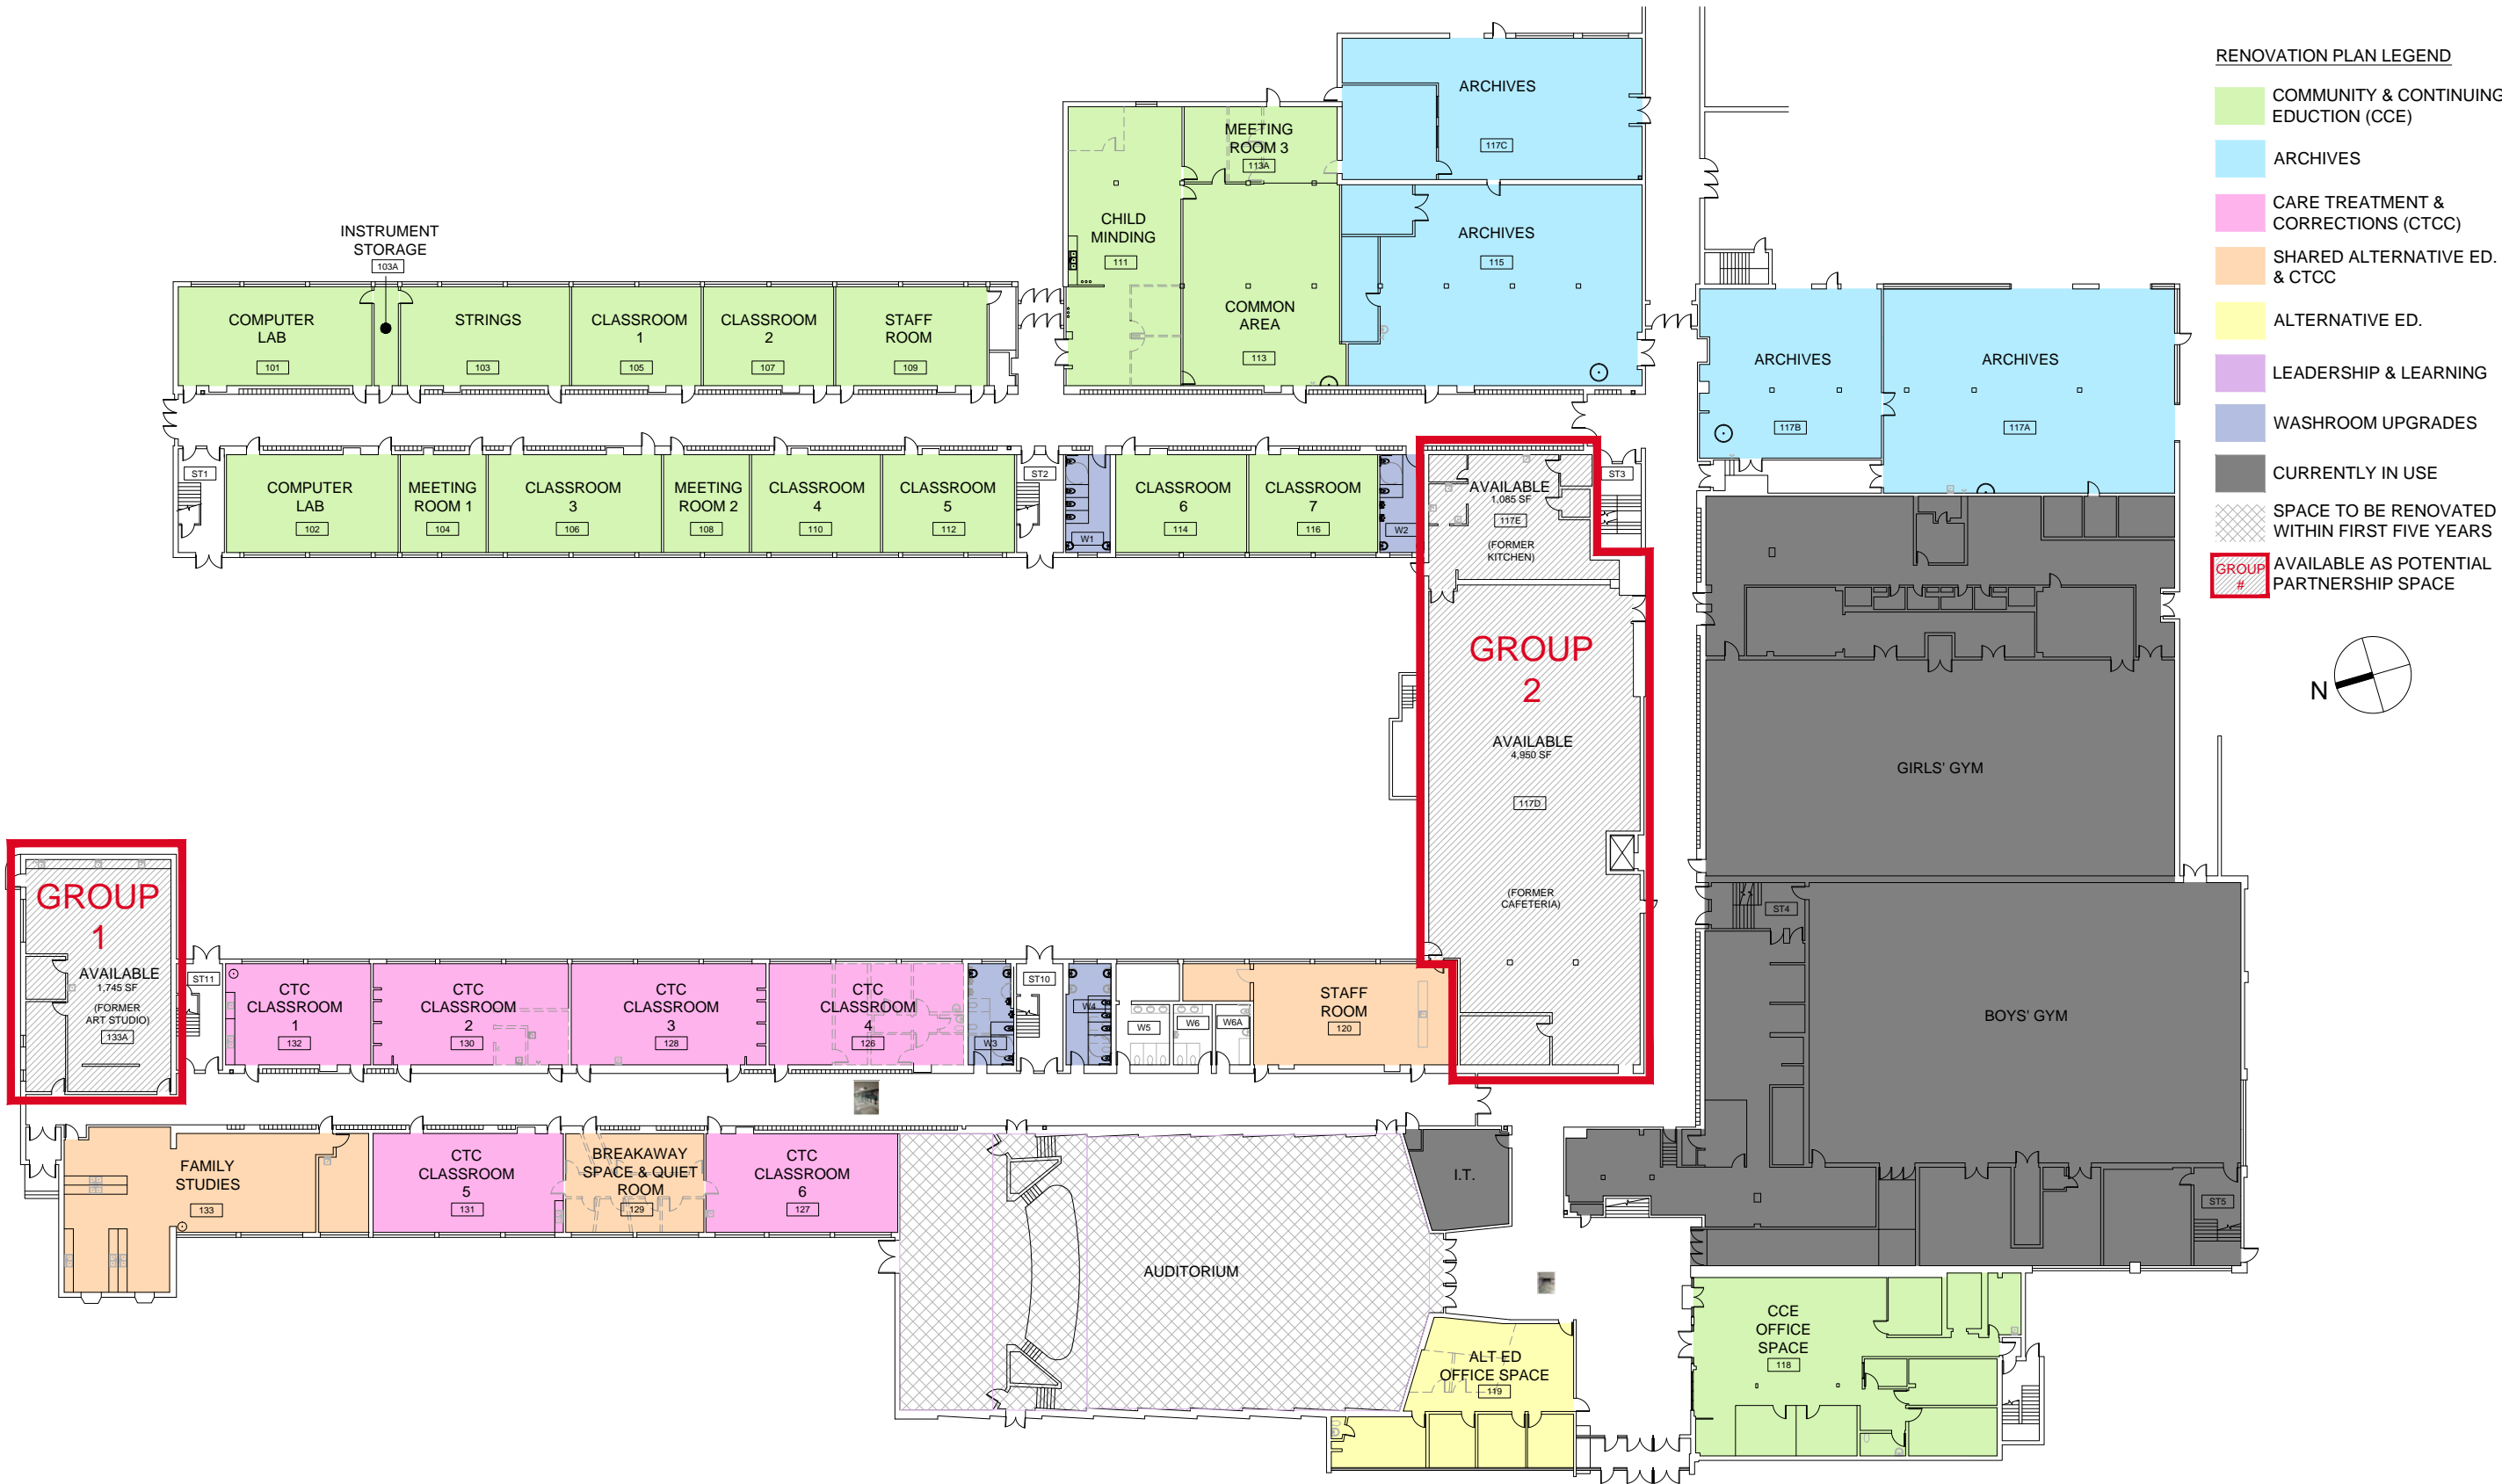 RENOVATION PLAN LEGEND
COMMUNITY & CONTINUING
EDUCTION (CCE)
ARCHIVES
CARE TREATMENT &
CORRECTIONS (CTCC)
SHARED ALTERNATIVE ED.
& CTCC
ALTERNATIVE ED.
LEADERSHIP & LEARNING
WASHROOM UPGRADES
CURRENTLY IN USE
SPACE TO BE RENOVATED
WITHIN FIRST FIVE YEARS
GROUP
#
AVAILABLE AS POTENTIAL
PARTNERSHIP SPACE
N
ARCHIVES
117C
MEETING
ROOM 3
113A
CHILD
MINDING
111
COMMON
AREA
113
ARCHIVES
115
INSTRUMENT
STORAGE
103A
COMPUTER
LAB
101
STRINGS
103
CLASSROOM
1
105
CLASSROOM
2
107
STAFF
ROOM
109
ARCHIVES
117B
ARCHIVES
117A
ST1
COMPUTER
LAB
102
MEETING
ROOM 1
104
CLASSROOM
3
106
MEETING
ROOM 2
108
CLASSROOM
4
110
CLASSROOM
5
112
ST2
W1
CLASSROOM
6
114
CLASSROOM
7
116
W2
AVAILABLE
1,085 SF
117E
(FORMER
KITCHEN)
ST3
GROUP
2
AVAILABLE
4,950 SF
117D
(FORMER
CAFETERIA)
GIRLS' GYM
ST4
BOYS' GYM
ST5
GROUP
1
AVAILABLE
1,745 SF
(FORMER
ART STUDIO)
133A
ST11
CTC
CLASSROOM
1
132
CTC
CLASSROOM
2
130
CTC
CLASSROOM
3
128
CTC
CLASSROOM
4
126
W3
ST10
W4
W5
W6
W6A
STAFF
ROOM
120
FAMILY
STUDIES
133
CTC
CLASSROOM
5
131
BREAKAWAY
SPACE & QUIET
ROOM
129
CTC
CLASSROOM
6
127
AUDITORIUM
I.T.
ALT ED
OFFICE SPACE
119
CCE
OFFICE
SPACE
118